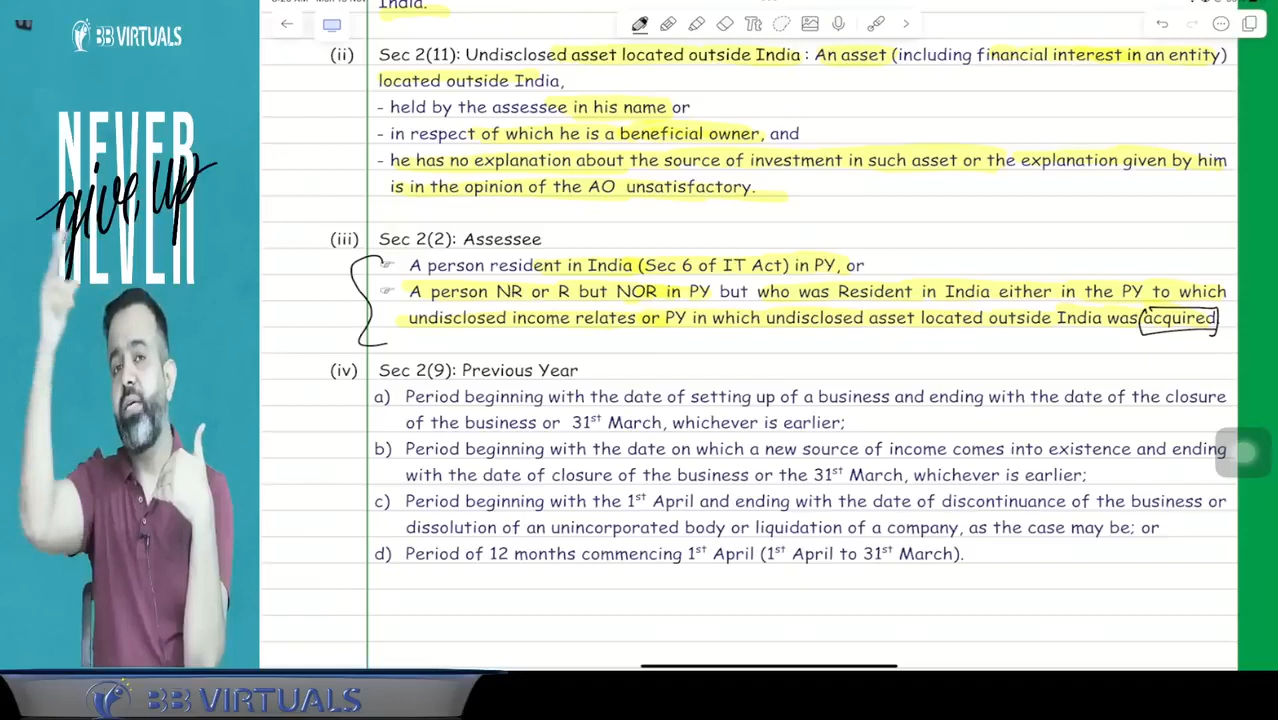 India.
BB VIRTUALS
(ii) Sec 2(11): Undisclosed asset located outside India : An asset (including financial interest in an entity)
located outside India,
- held by the assessee in his name or
- in respect of which he is a beneficial owner, and
- he has no explanation about the source of investment in such asset or the explanation given by him
is in the opinion of the AO unsatisfactory.
NEVER
give up
NEVER
(iii) Sec 2(2): Assessee
☞ A person resident in India (Sec 6 of IT Act) in PY, or
☞ A person NR or R but NOR in PY but who was Resident in India either in the PY to which
undisclosed income relates or PY in which undisclosed asset located outside India was acquired
(iv) Sec 2(9): Previous Year
a) Period beginning with the date of setting up of a business and ending with the date of the closure
of the business or 31st March, whichever is earlier;
b) Period beginning with the date on which a new source of income comes into existence and ending
with the date of closure of the business or the 31st March, whichever is earlier;
c) Period beginning with the 1st April and ending with the date of discontinuance of the business or
dissolution of an unincorporated body or liquidation of a company, as the case may be; or
d) Period of 12 months commencing 1st April (1st April to 31st March).
BB VIRTUALS